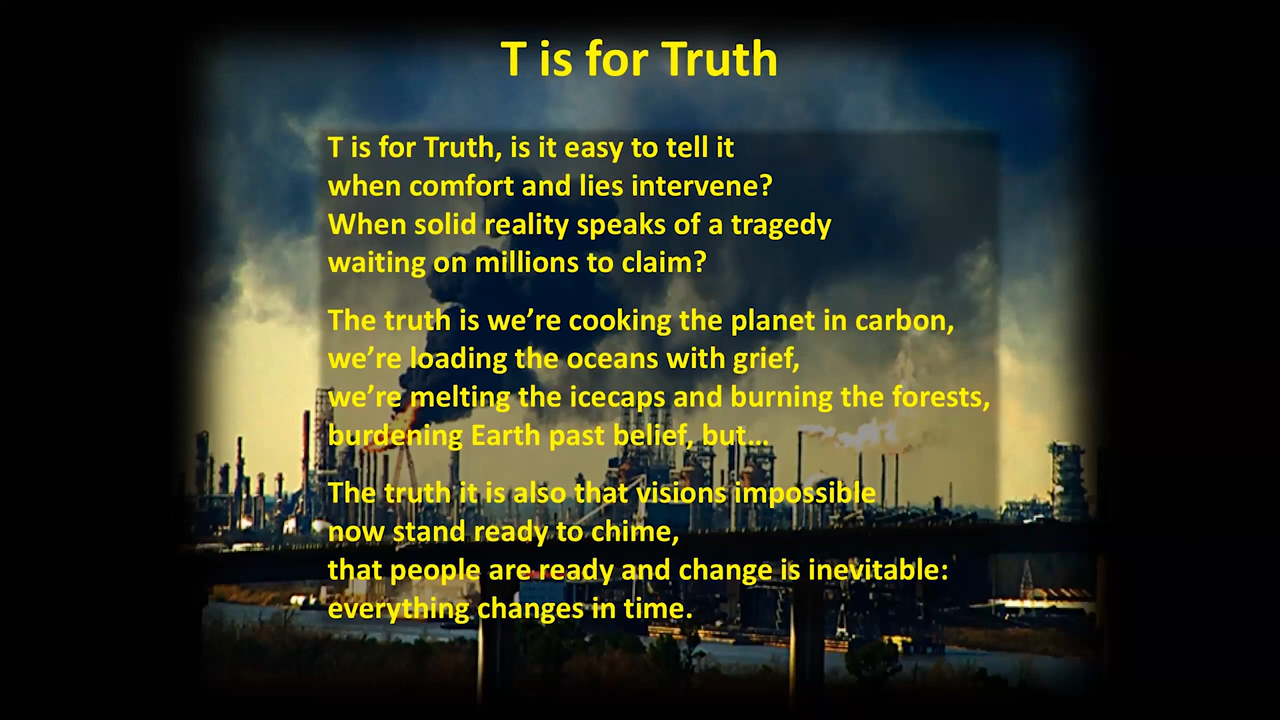 T is for Truth
T is for Truth, is it easy to tell it
when comfort and lies intervene?
When solid reality speaks of a tragedy
waiting on millions to claim?
The truth is we’re cooking the planet in carbon,
we’re loading the oceans with grief,
we’re melting the icecaps and burning the forests,
burdening Earth past belief, but…
The truth it is also that visions impossible
now stand ready to chime,
that people are ready and change is inevitable:
everything changes in time.